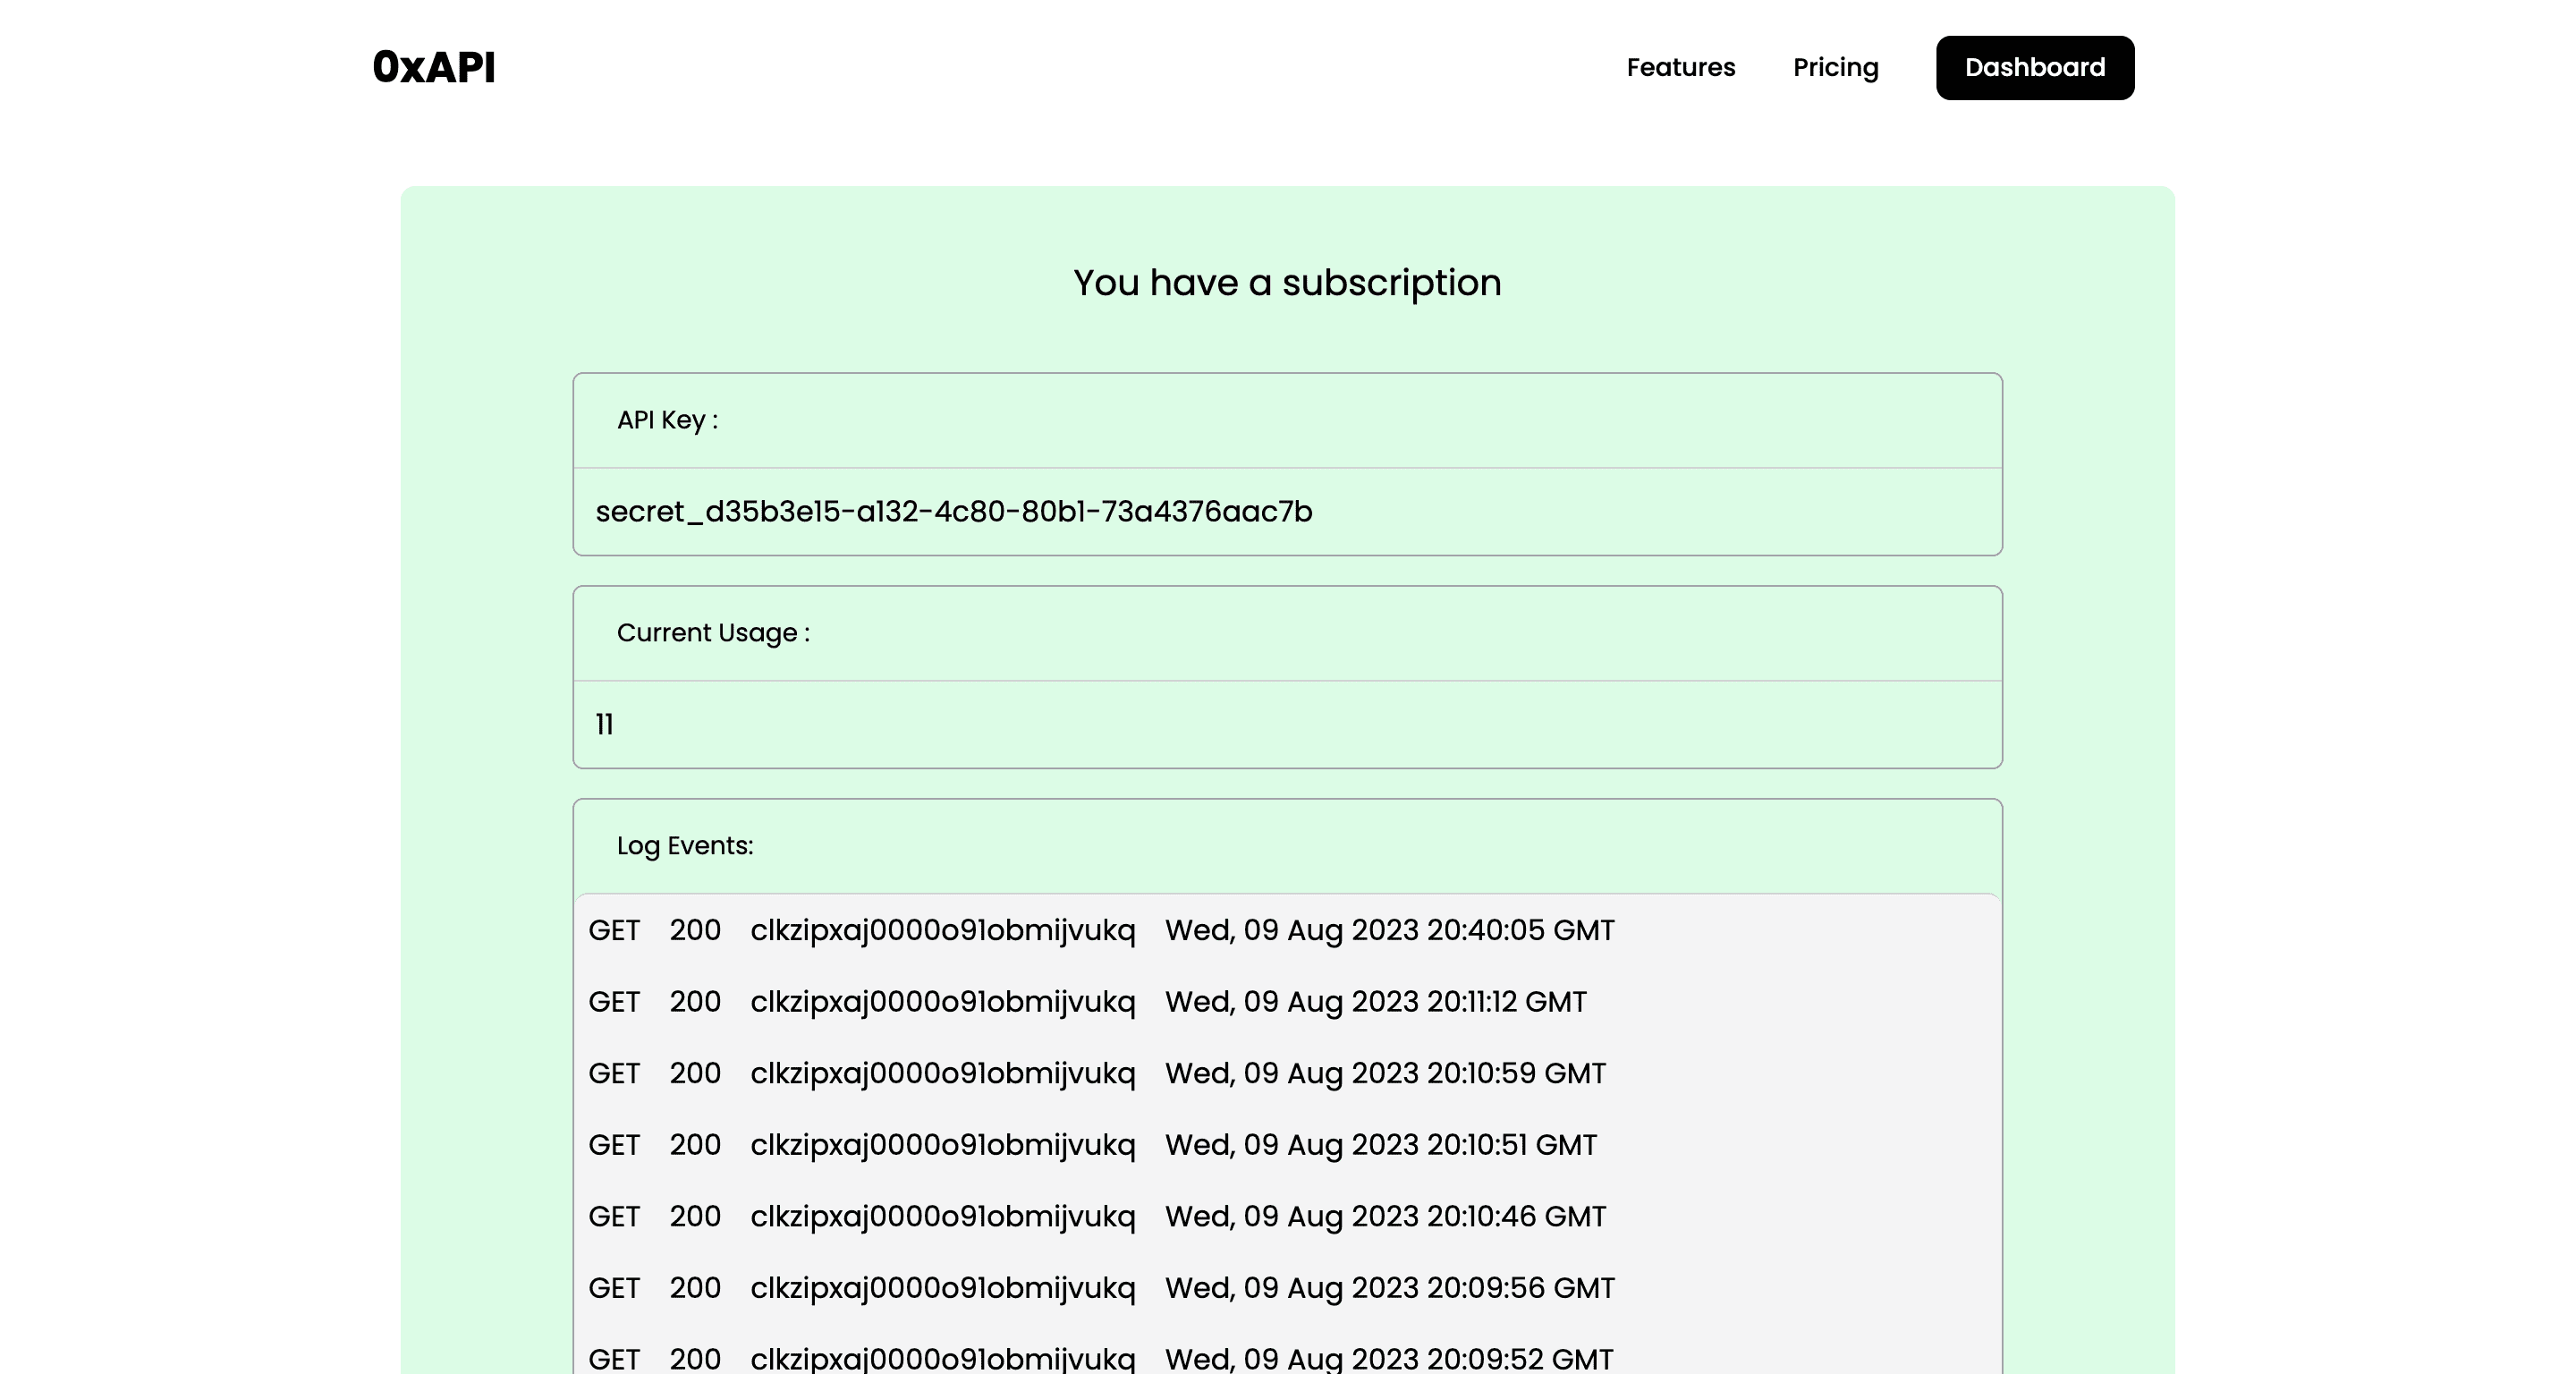 0xAPI
Features Pricing Dashboard
You have a subscription
API Key :
secret_d35b3e15-a132-4c80-80b1-73a4376aac7b
Current Usage :
11
Log Events:
GET 200 clkzipxaj0000o91obmijvukq Wed, 09 Aug 2023 20:40:05 GMT
GET 200 clkzipxaj0000o91obmijvukq Wed, 09 Aug 2023 20:11:12 GMT
GET 200 clkzipxaj0000o91obmijvukq Wed, 09 Aug 2023 20:10:59 GMT
GET 200 clkzipxaj0000o91obmijvukq Wed, 09 Aug 2023 20:10:51 GMT
GET 200 clkzipxaj0000o91obmijvukq Wed, 09 Aug 2023 20:10:46 GMT
GET 200 clkzipxaj0000o91obmijvukq Wed, 09 Aug 2023 20:09:56 GMT
GET 200 clkzipxaj0000o91obmijvukq Wed, 09 Aug 2023 20:09:52 GMT